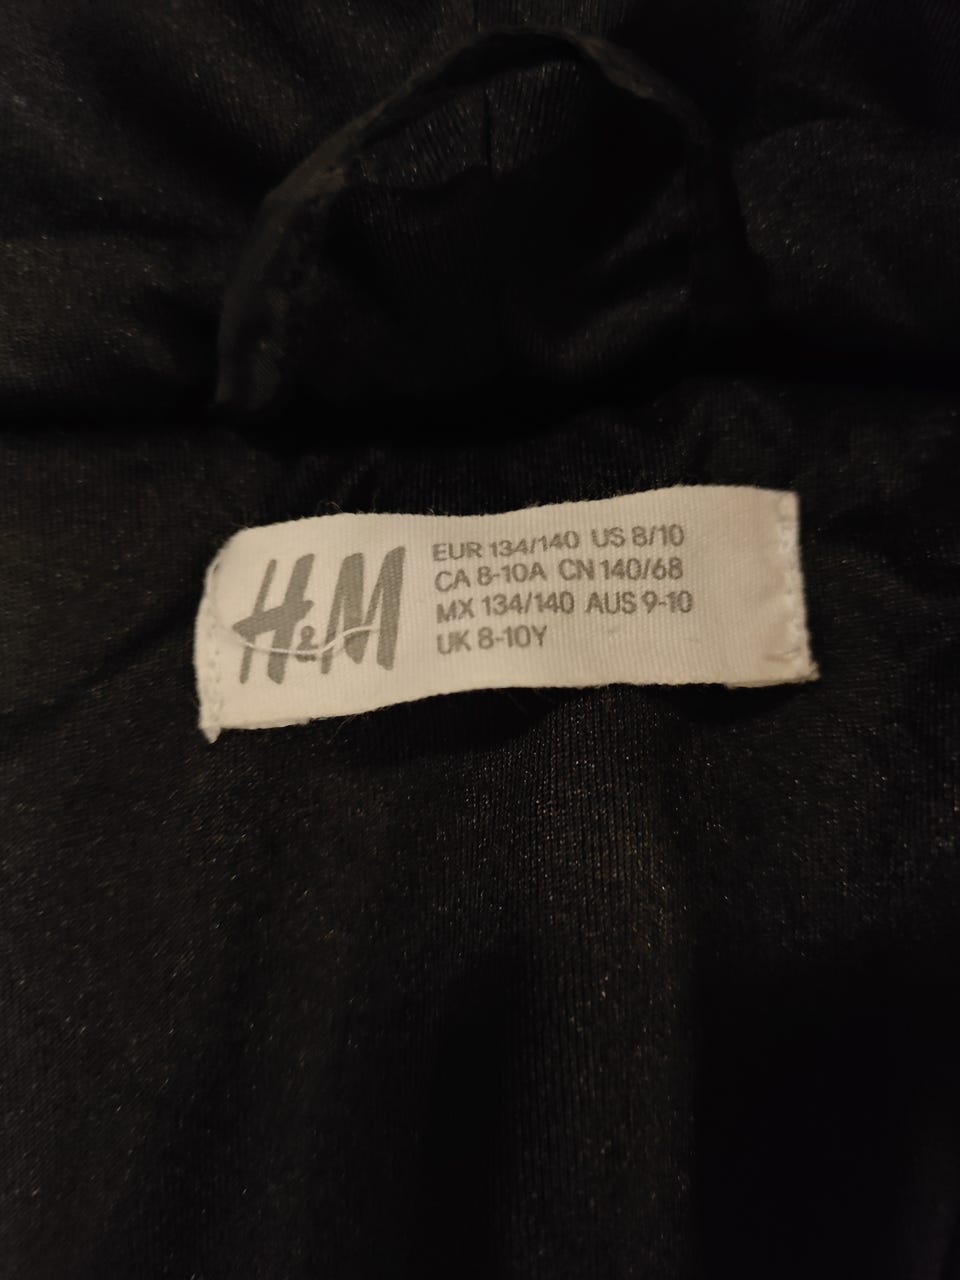 H&M
EUR 134/140 US 8/10
CA 8-10A CN 140/68
MX 134/140 AUS 9-10
UK 8-10Y